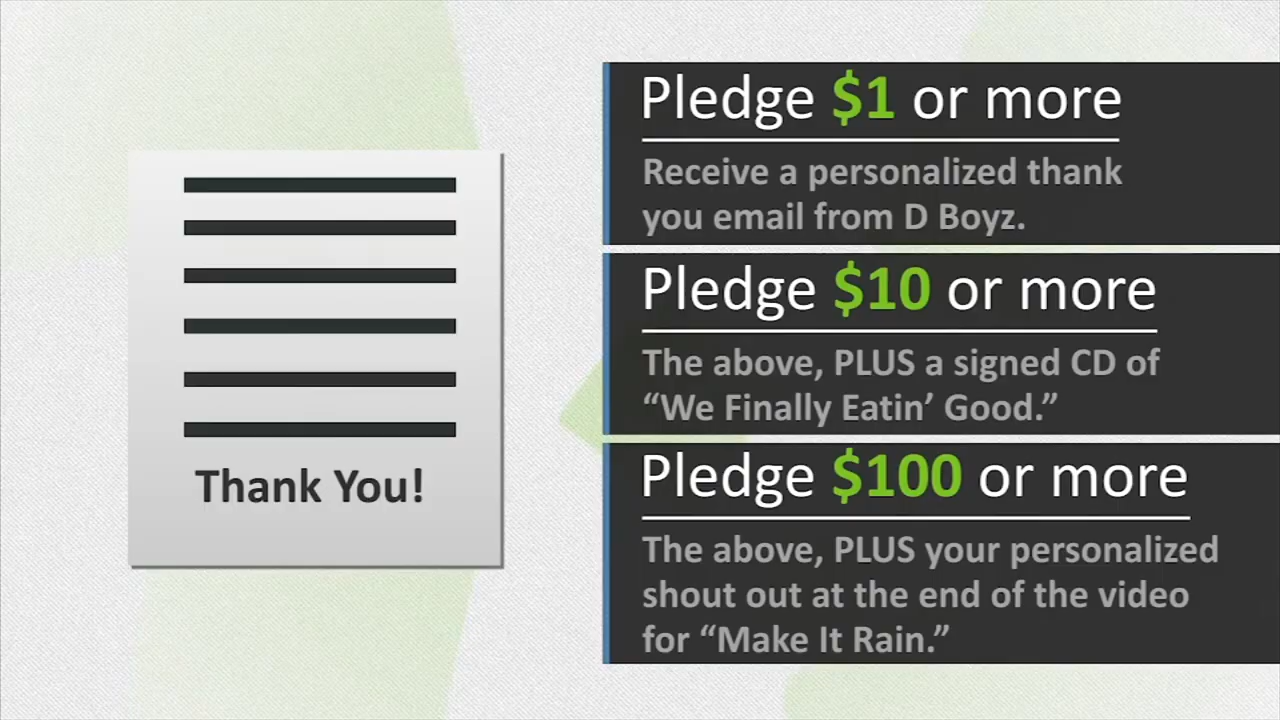 Thank You!
Pledge $1 or more
Receive a personalized thank
you email from D Boyz.
Pledge $10 or more
The above, PLUS a signed CD of
“We Finally Eatin’ Good.”
Pledge $100 or more
The above, PLUS your personalized
shout out at the end of the video
for “Make It Rain.”